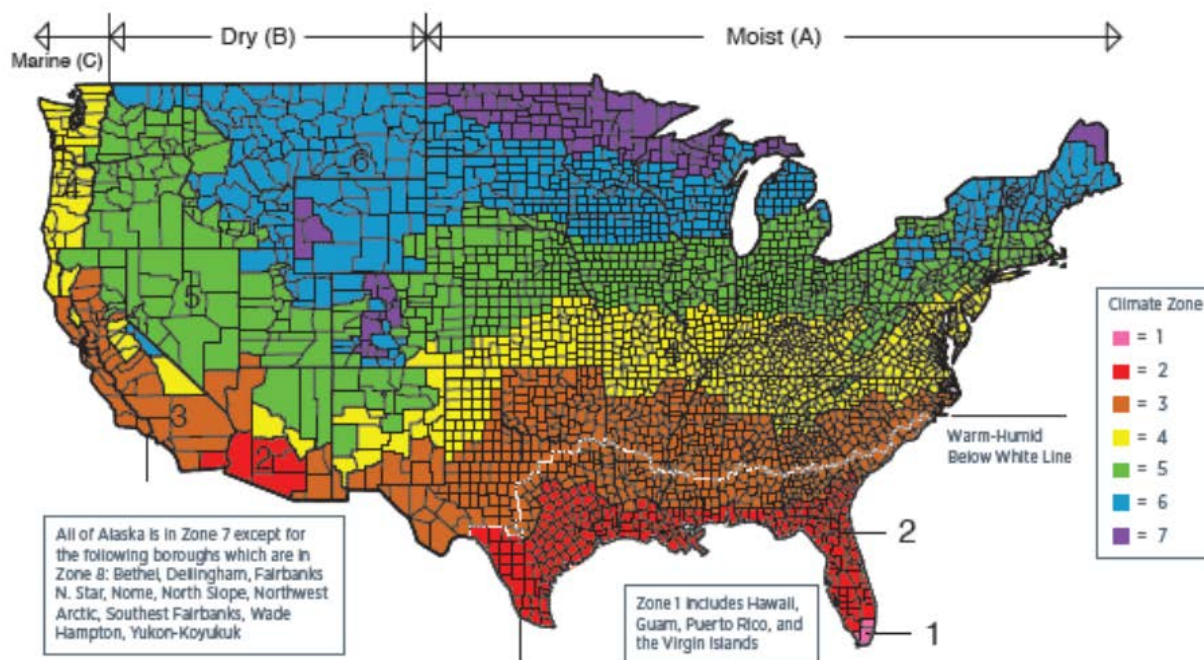 Marine (C)
Dry (B)
Moist (A)
6
6
4
5
3
2
Climate Zone
= 1
= 2
= 3
= 4
= 5
= 6
= 7
Warm-Humid
Below White Line
2
1
All of Alaska is in Zone 7 except for
the following boroughs which are in
Zone 8: Bethel, Dellingham, Fairbanks
N. Star, Nome, North Slope, Northwest
Arctic, Southest Fairbanks, Wade
Hampton, Yukon-Koyukuk
Zone 1 includes Hawaii,
Guam, Puerto Rico, and
the Virgin Islands